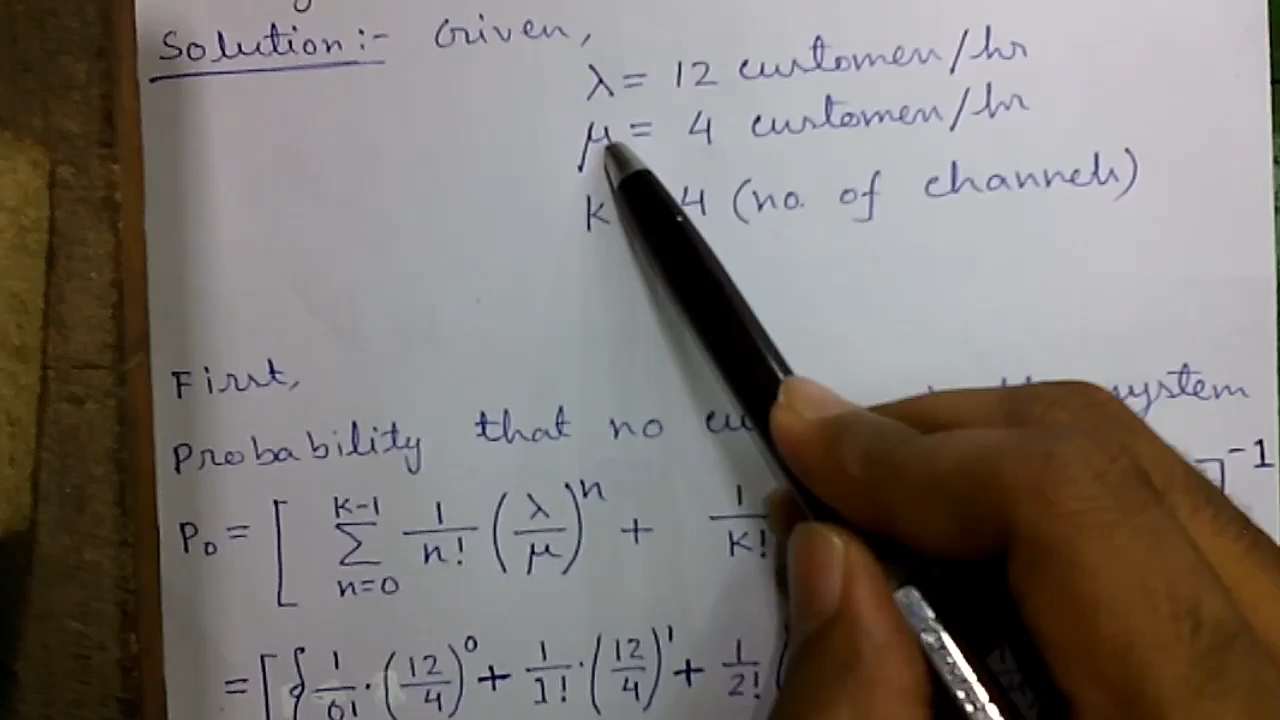 Solution :- Given,
λ = 12 customer/hr
μ = 4 customer/hr
k 4 (no. of channels)
First,
Probability that no system
P₀ = [ K-1 Σ n=0 1/n! (λ/μ)ⁿ + 1/K! ]⁻¹
= [ { 1/0! · (12/4)⁰ + 1/1! · (12/4)¹ + 1/2! (